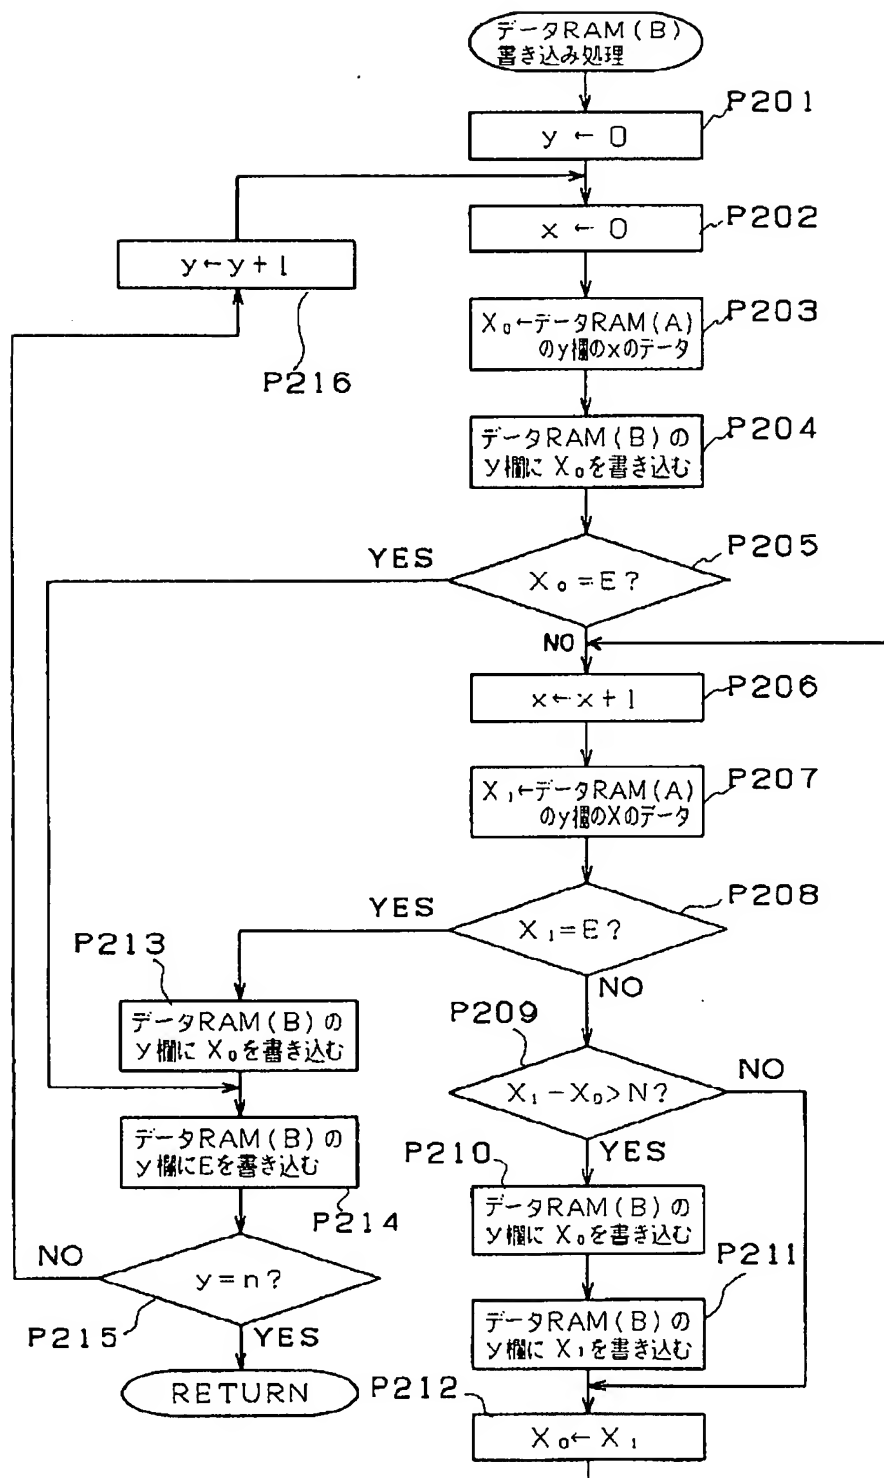 データRAM(B)
書き込み処理
P201
y ← 0
P202
x ← 0
y←y+1
P216
P203
X₀←データRAM(A)
のy欄のxのデータ
P204
データRAM(B)の
y欄に X₀を書き込む
P205
YES
X₀=E?
NO
P206
x←x+1
P207
X₁←データRAM(A)
のy欄のXのデータ
P208
YES
X₁=E?
NO
P213
データRAM(B)の
y欄に X₀を書き込む
P209
X₁−X₀>N?
NO
YES
データRAM(B)の
y欄にEを書き込む
P214
P210
データRAM(B)の
y欄に X₀を書き込む
P211
データRAM(B)の
y欄に X₁を書き込む
NO
y=n?
P215
YES
RETURN
P212
X₀←X₁